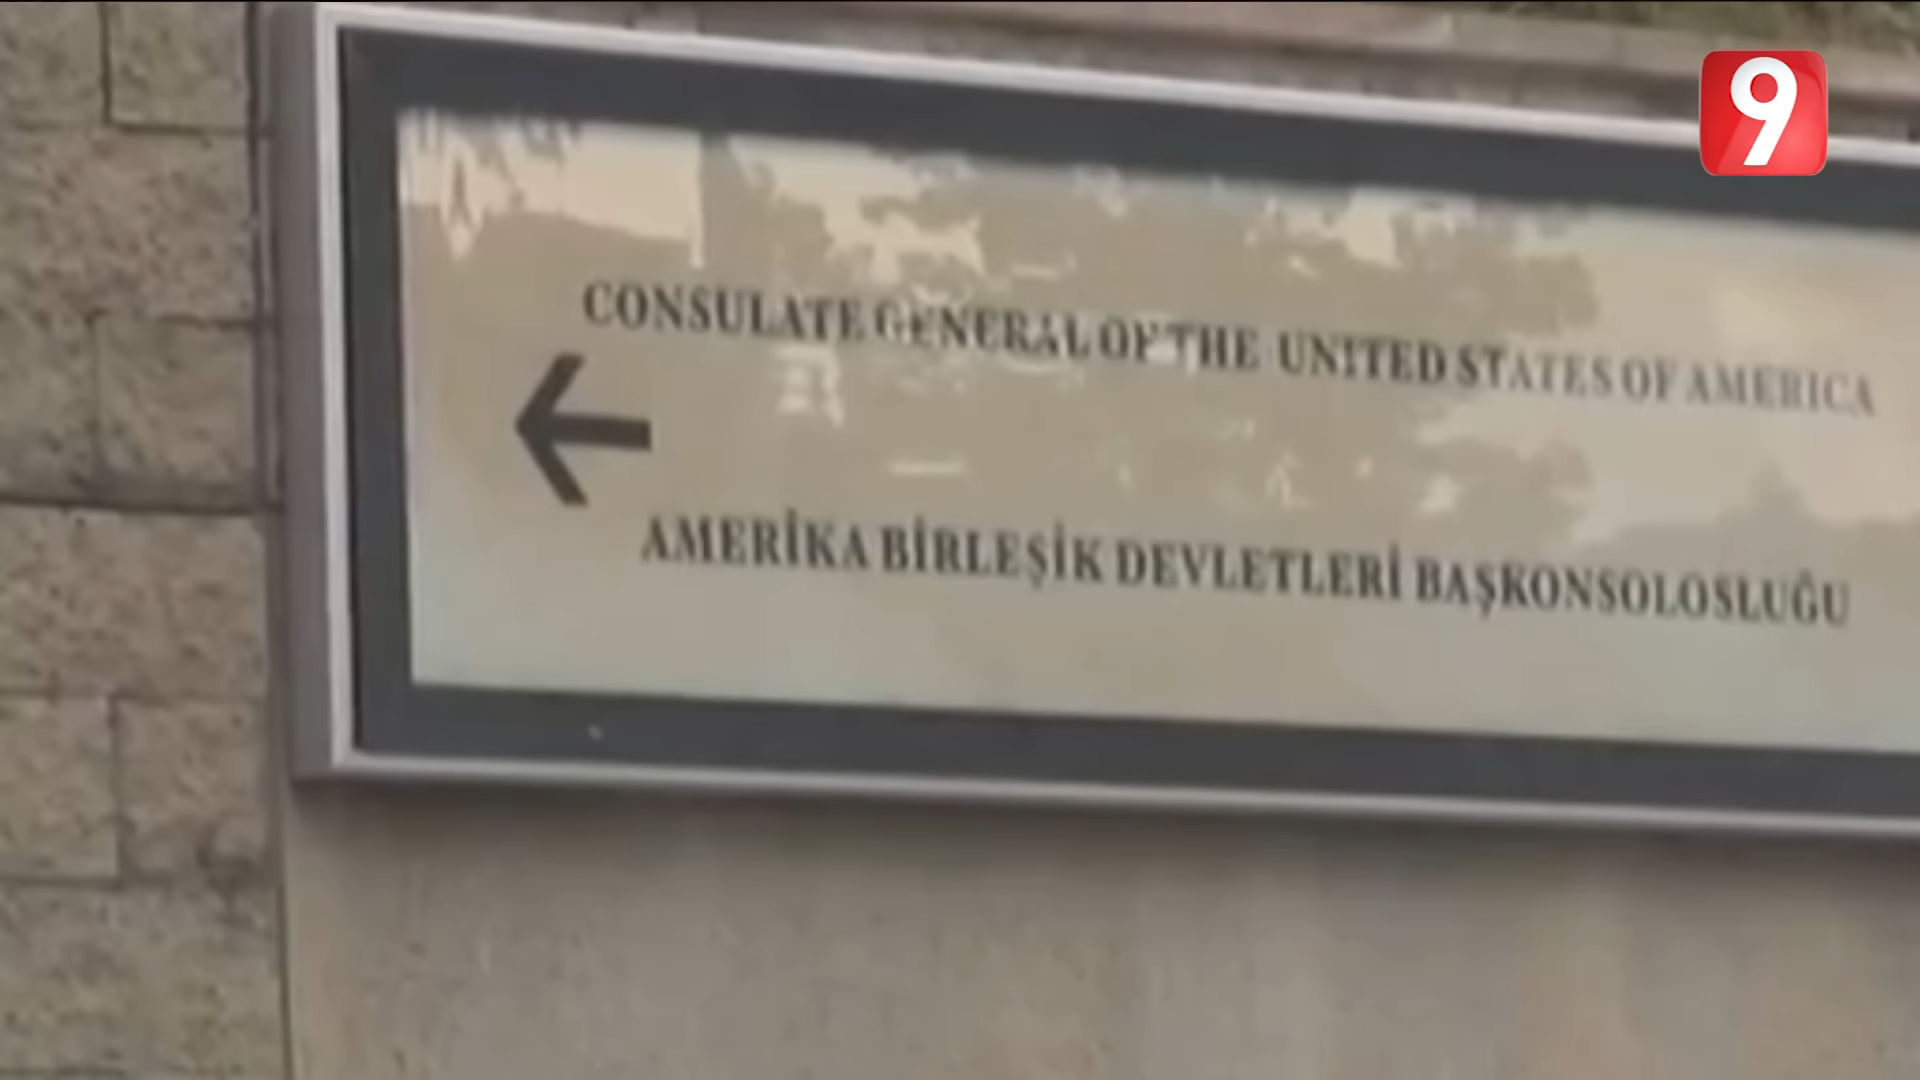 9
CONSULATE GENERAL OF THE UNITED STATES OF AMERICA
AMERİKA BİRLEŞİK DEVLETLERİ BAŞKONSOLOSLUĞU